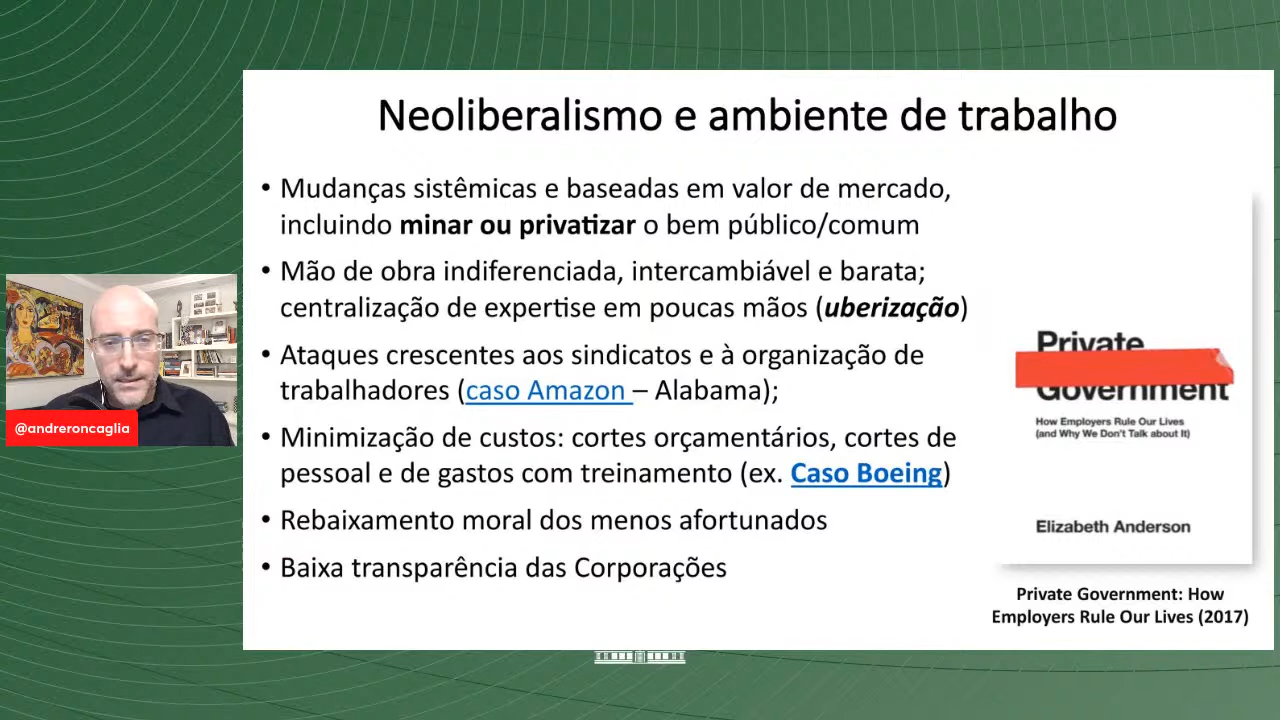 Neoliberalismo e ambiente de trabalho
• Mudanças sistêmicas e baseadas em valor de mercado,
incluindo minar ou privatizar o bem público/comum
• Mão de obra indiferenciada, intercambiável e barata;
centralização de expertise em poucas mãos (uberização)
• Ataques crescentes aos sindicatos e à organização de
trabalhadores (caso Amazon – Alabama);
• Minimização de custos: cortes orçamentários, cortes de
pessoal e de gastos com treinamento (ex. Caso Boeing)
• Rebaixamento moral dos menos afortunados
• Baixa transparência das Corporações
Private
Government
How Employers Rule Our Lives
(and Why We Don't Talk about It)
Elizabeth Anderson
Private Government: How
Employers Rule Our Lives (2017)
@andreroncaglia